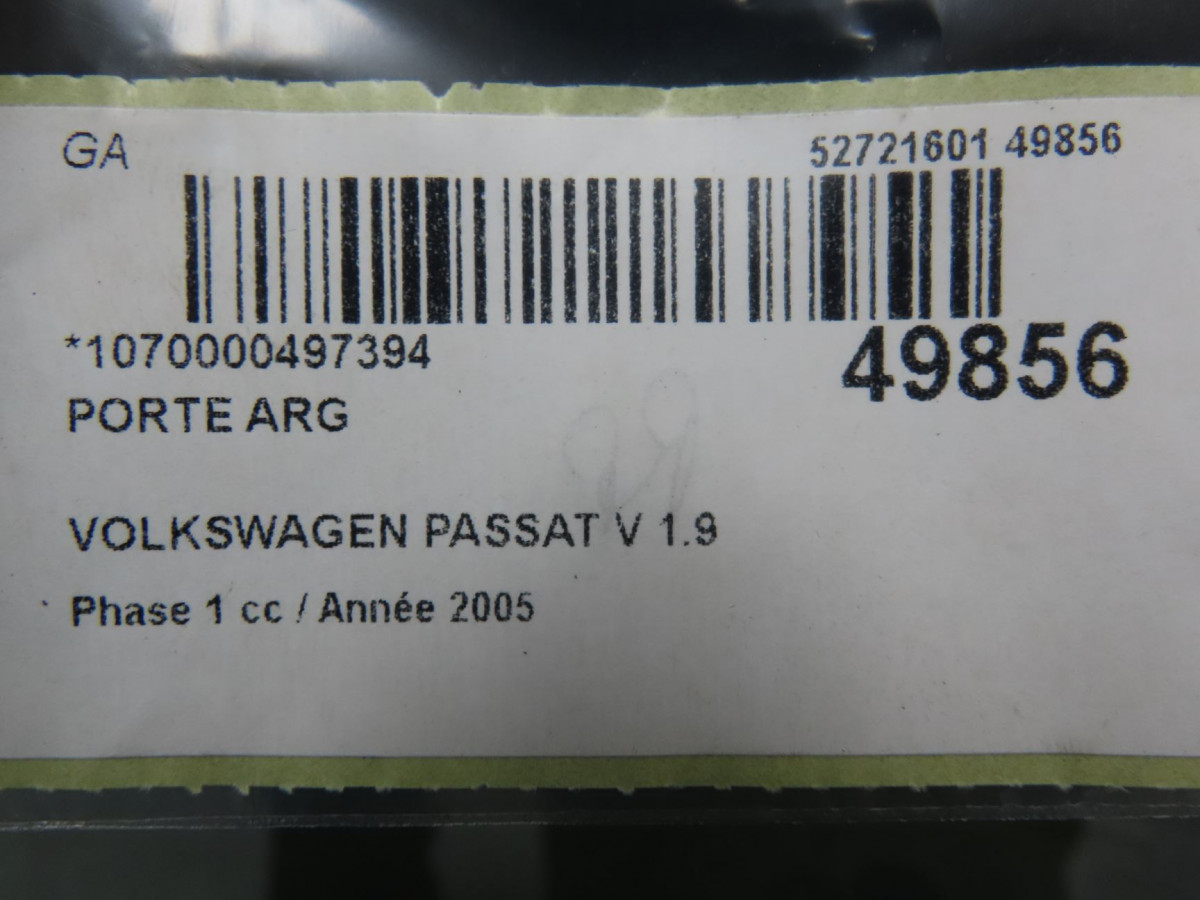 GA
52721601 49856
*1070000497394
49856
PORTE ARG
VOLKSWAGEN PASSAT V 1.9
Phase 1 cc / Année 2005